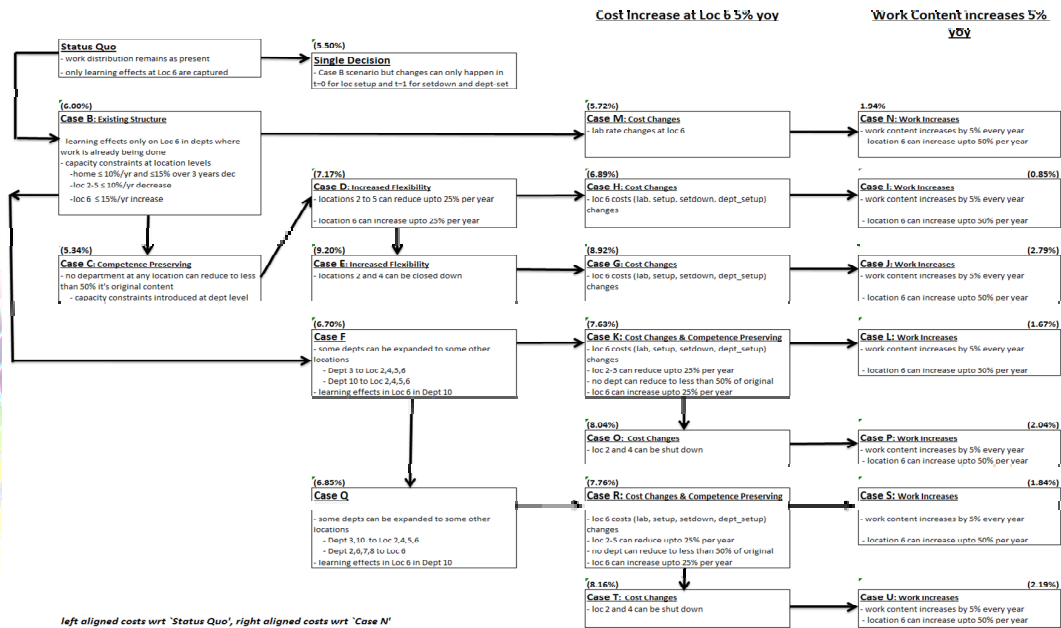 Cost Increase at Loc 6 5% yoy
Work Content increases 5%
yoy
Status Quo
- work distribution remains as present
- only learning effects at Loc 6 are captured
(5.50%)
Single Decision
- Case B scenario but changes can only happen in
t=0 for loc setup and t=1 for setdown and dept-set
(6.00%)
Case B: Existing Structure
learning effects only on Loc 6 in depts where
work is already being done
- capacity constraints at location levels
-home ≤ 10%/yr and ≤15% over 3 years dec
-loc 2-5 ≤ 10%/yr decrease
-loc 6 ≤ 15%/yr increase
(5.72%)
Case M: Cost Changes
- lab rate changes at loc 6
1.94%
Case N: Work Increases
- work content increases by 5% every year
- location 6 can increase upto 50% per year
(7.17%)
Case D: Increased Flexibility
- locations 2 to 5 can reduce upto 25% per year
- location 6 can increase upto 25% per year
(6.89%)
Case H: Cost Changes
- loc 6 costs (lab, setup, setdown, dept_setup)
changes
(0.85%)
Case I: Work Increases
- work content increases by 5% every year
- location 6 can increase upto 50% per year
(5.34%)
Case C: Competence Preserving
- no department at any location can reduce to less
than 50% it's original content
- capacity constraints introduced at dept level
(9.20%)
Case E: Increased Flexibility
- locations 2 and 4 can be closed down
(8.92%)
Case G: Cost Changes
- loc 6 costs (lab, setup, setdown, dept_setup)
changes
(2.79%)
Case J: Work Increases
- work content increases by 5% every year
location 6 can increase upto 50% per year
(6.70%)
Case F
- some depts can be expanded to some other
locations
- Dept 3 to Loc 2,4,5,6
- Dept 10 to Loc 2,4,5,6
- learning effects in Loc 6 in Dept 10
(7.63%)
Case K: Cost Changes & Competence Preserving
- loc 6 costs (lab, setup, setdown, dept_setup)
changes
- loc 2-5 can reduce upto 25% per year
- no dept can reduce to less than 50% of original
- loc 6 can increase upto 25% per year
(1.67%)
Case L: Work Increases
- work content increases by 5% every year
- location 6 can increase upto 50% per year
(8.04%)
Case O: Cost Changes
- loc 2 and 4 can be shut down
(2.04%)
Case P: Work Increases
- work content increases by 5% every year
- location 6 can increase upto 50% per year
(6.85%)
Case Q
- some depts can be expanded to some other
locations
- Dept 3,10 to Loc 2,4,5,6
- Dept 2,6,7,8 to Loc 6
- learning effects in Loc 6 in Dept 10
(7.76%)
Case R: Cost Changes & Competence Preserving
- loc 6 costs (lab, setup, setdown, dept_setup)
changes
- loc 2-5 can reduce upto 25% per year
- no dept can reduce to less than 50% of original
- loc 6 can increase upto 25% per year
(1.84%)
Case S: Work Increases
- work content increases by 5% every year
- location 6 can increase upto 50% per year
(8.16%)
Case T: Cost Changes
- loc 2 and 4 can be shut down
(2.19%)
Case U: Work Increases
- work content increases by 5% every year
- location 6 can increase upto 50% per year
left aligned costs wrt `Status Quo', right aligned costs wrt `Case N'